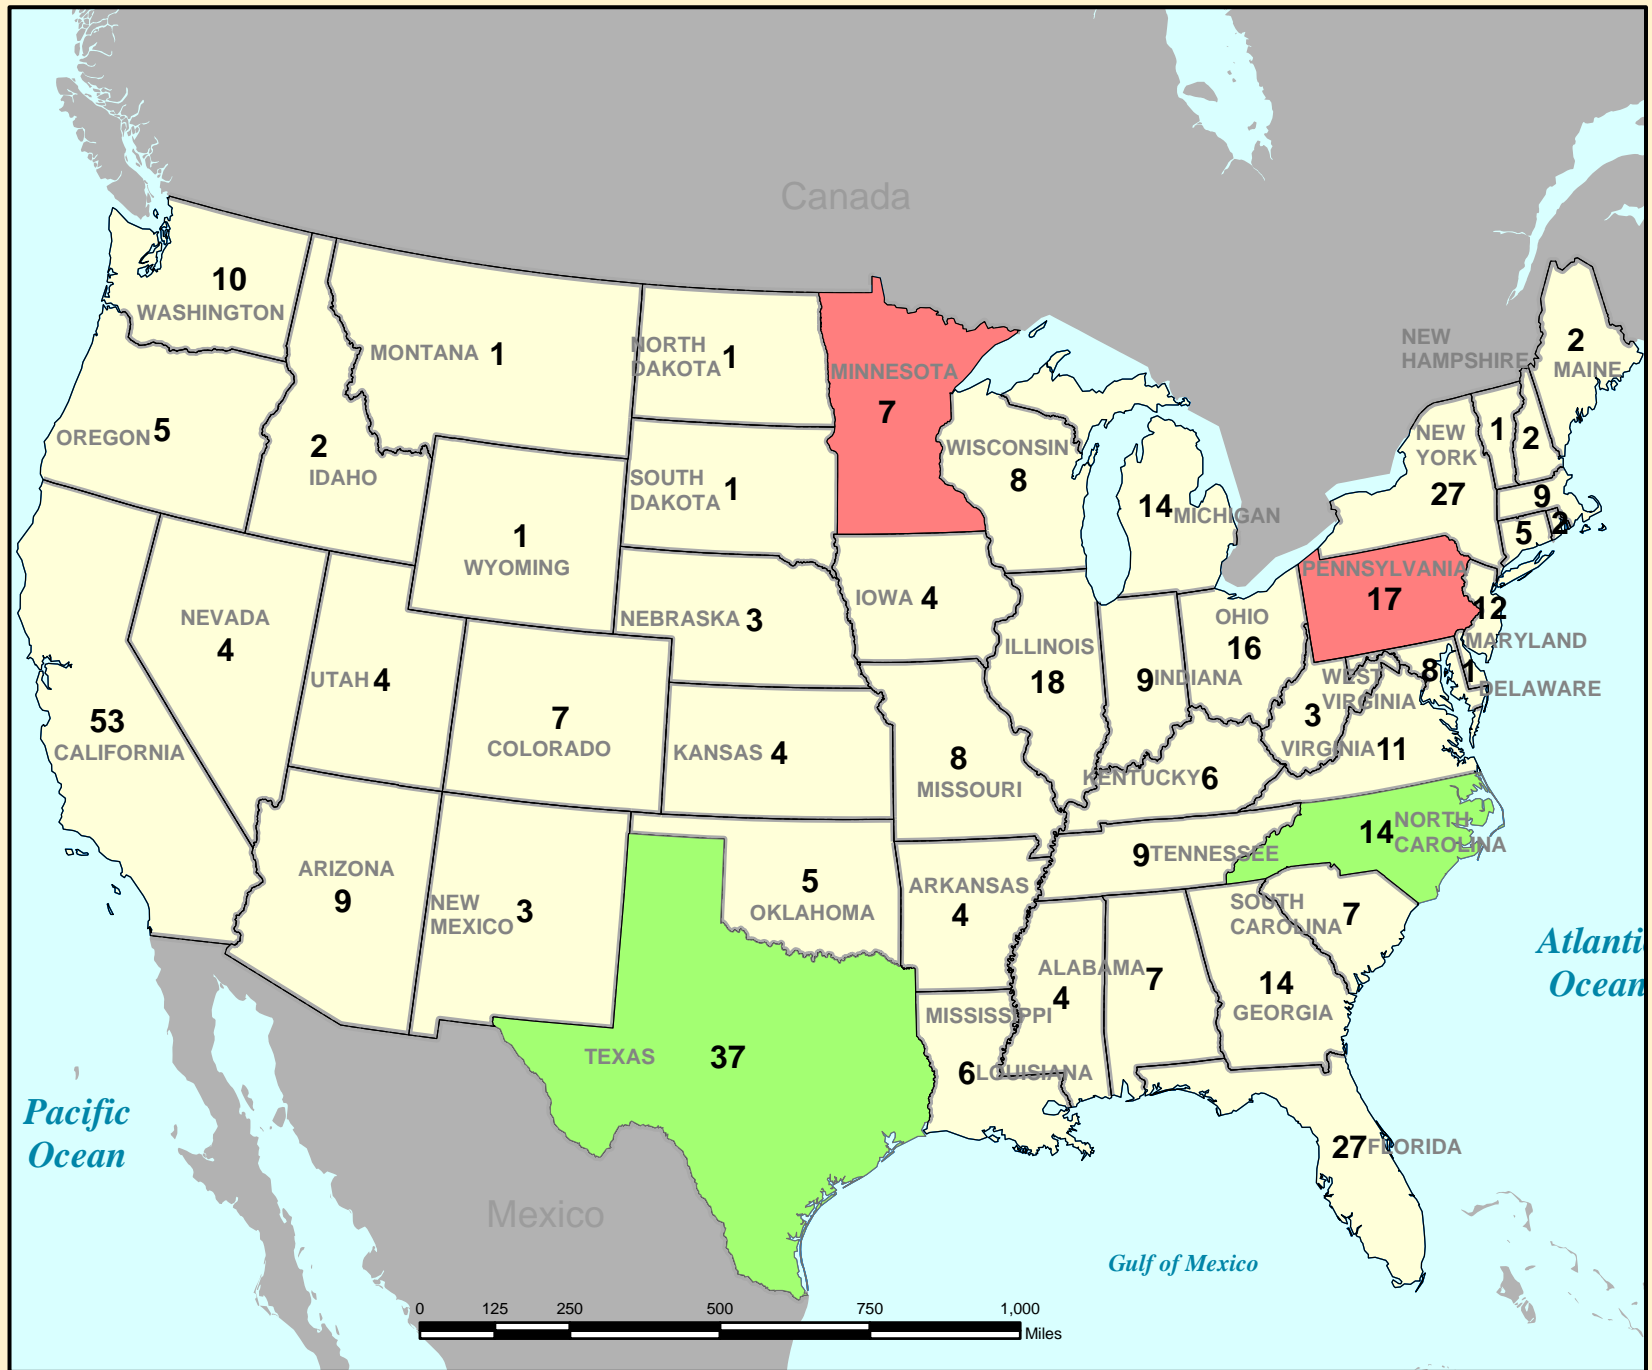 Canada
10
WASHINGTON
MONTANA 1
NORTH
DAKOTA 1
MINNESOTA
7
NEW
HAMPSHIRE
2
MAINE
OREGON 5
2
IDAHO
SOUTH
DAKOTA 1
WISCONSIN
8
14 MICHIGAN
NEW
YORK
27
1
2
9
5
2
1
WYOMING
NEVADA
4
UTAH 4
NEBRASKA 3
IOWA 4
ILLINOIS
18
9 INDIANA
OHIO
16
PENNSYLVANIA
17
12
MARYLAND
8
1
DELAWARE
WEST
VIRGINIA
3
VIRGINIA 11
53
CALIFORNIA
7
COLORADO
KANSAS 4
8
MISSOURI
KENTUCKY 6
ARIZONA
9
NEW
MEXICO 3
5
OKLAHOMA
ARKANSAS
4
9 TENNESSEE
14 NORTH
CAROLINA
SOUTH
CAROLINA 7
Atlanti
Ocean
TEXAS 37
MISSISSIPPI
4
ALABAMA
7
14
GEORGIA
6 LOUISIANA
27 FLORIDA
Pacific
Ocean
Mexico
Gulf of Mexico
0 125 250 500 750 1,000
Miles